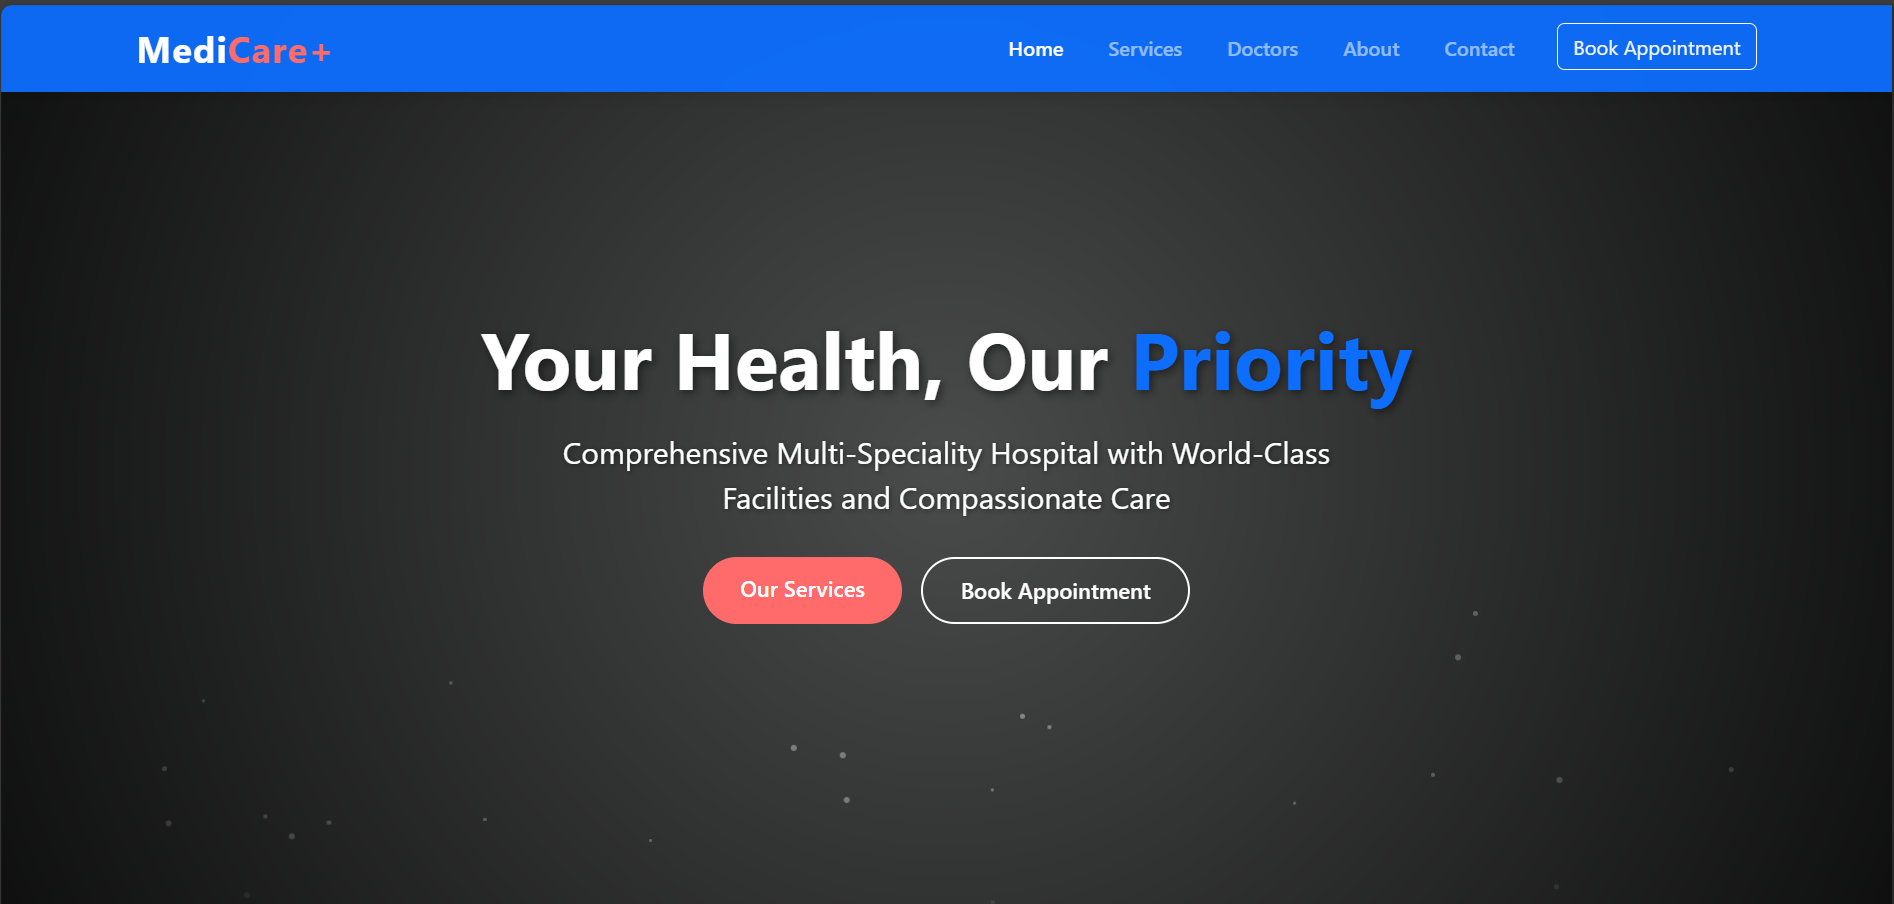 MediCare+
Home
Services
Doctors
About
Contact
Book Appointment
Your Health, Our Priority
Comprehensive Multi-Speciality Hospital with World-Class
Facilities and Compassionate Care
Our Services
Book Appointment